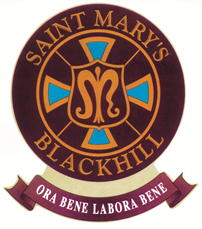 SAINT MARY'S
BLACKHILL
ORA BENE LABORA BENE